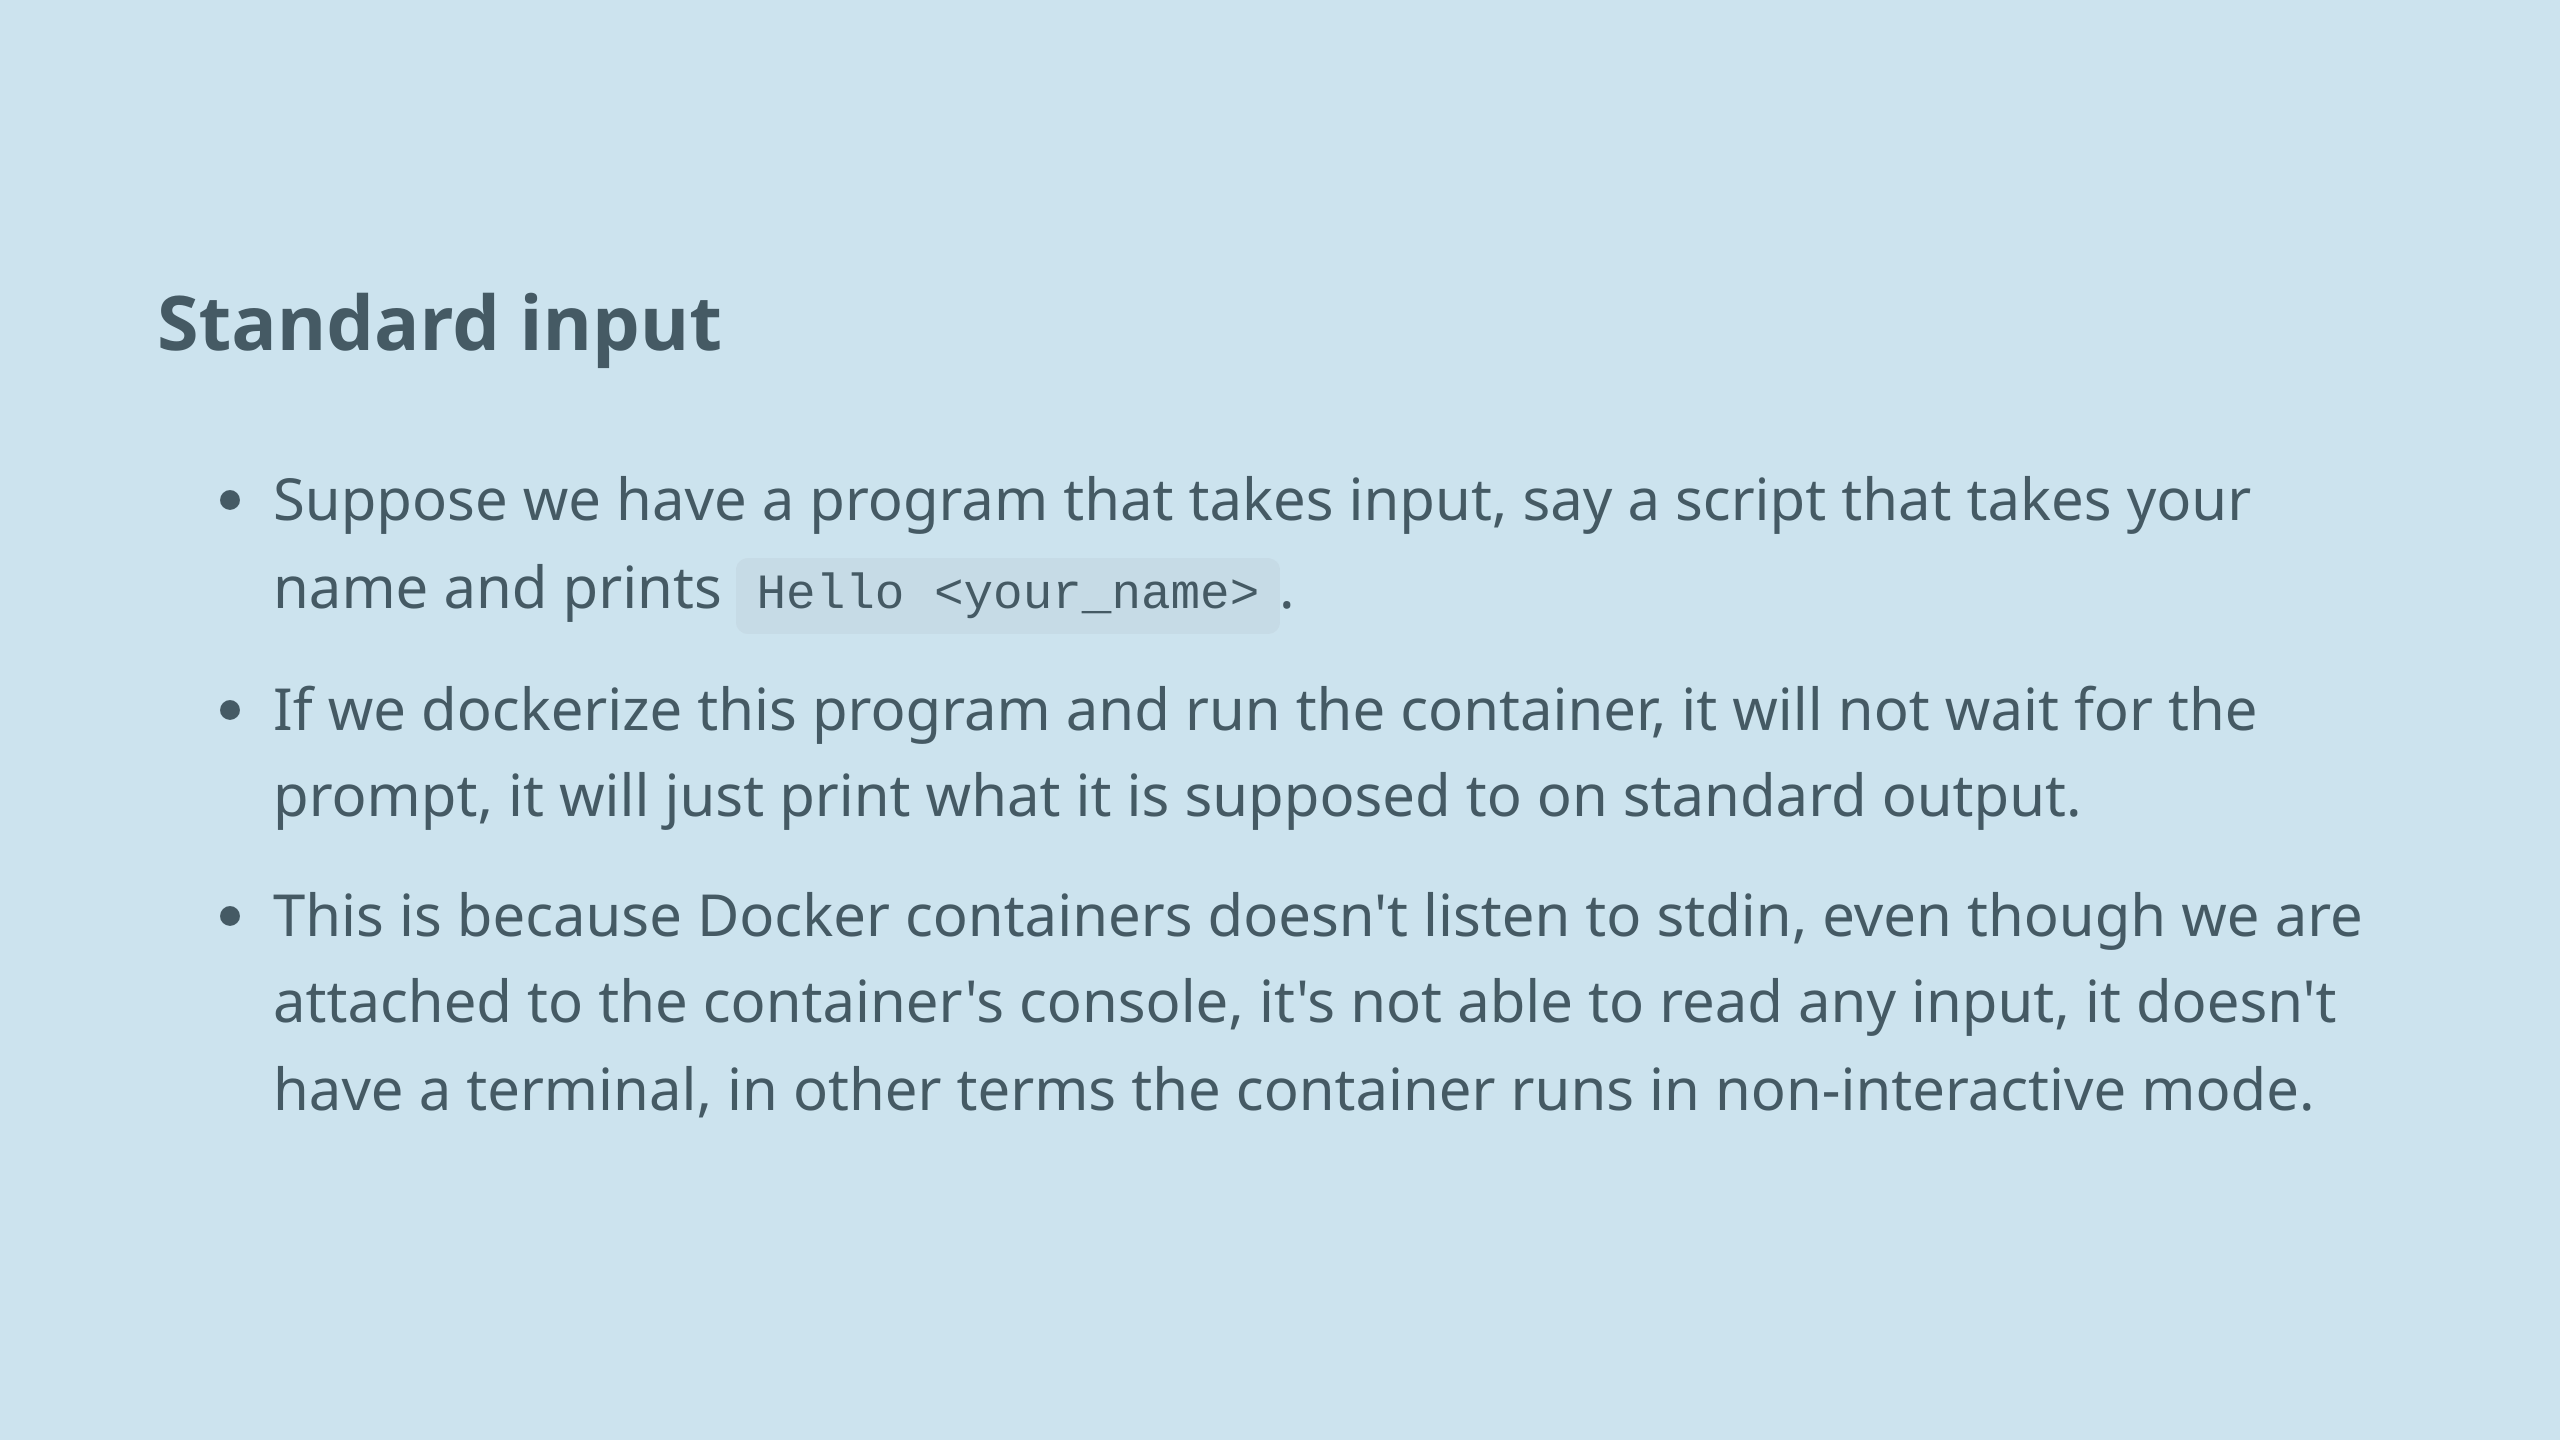 Standard input
• Suppose we have a program that takes input, say a script that takes your
name and prints Hello <your_name>.
• If we dockerize this program and run the container, it will not wait for the
prompt, it will just print what it is supposed to on standard output.
• This is because Docker containers doesn't listen to stdin, even though we are
attached to the container's console, it's not able to read any input, it doesn't
have a terminal, in other terms the container runs in non-interactive mode.